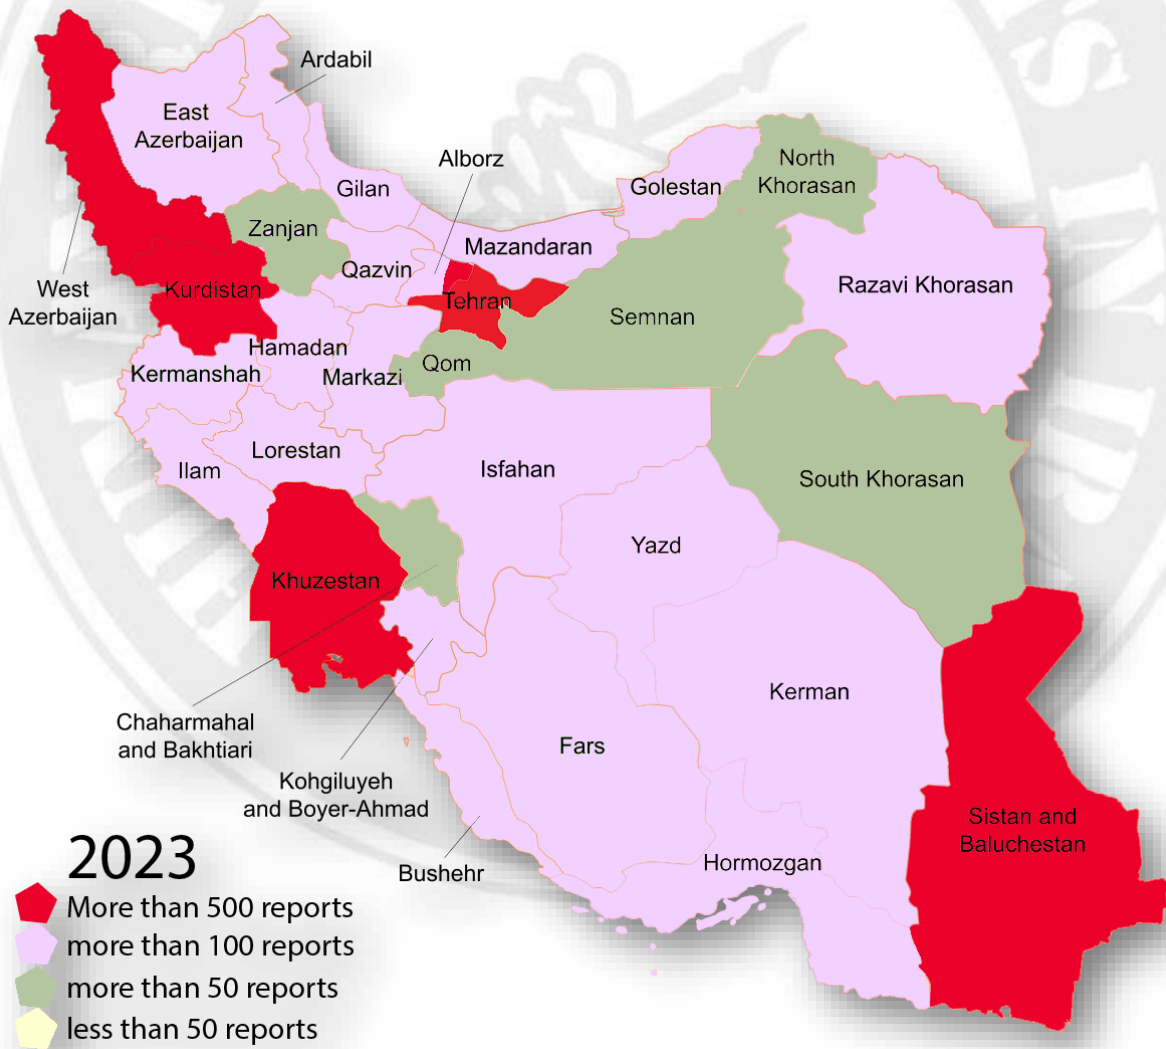 Ardabil
East
Azerbaijan
Alborz
North
Khorasan
Gilan
Golestan
Zanjan
Mazandaran
Qazvin
Razavi Khorasan
West
Azerbaijan
Kurdistan
Tehran
Semnan
Hamadan
Kermanshah
Markazi
Qom
Lorestan
Ilam
Isfahan
South Khorasan
Yazd
Khuzestan
Kerman
Chaharmahal
and Bakhtiari
Fars
Kohgiluyeh
and Boyer-Ahmad
Sistan and
Baluchestan
Bushehr
Hormozgan
2023
More than 500 reports
more than 100 reports
more than 50 reports
less than 50 reports